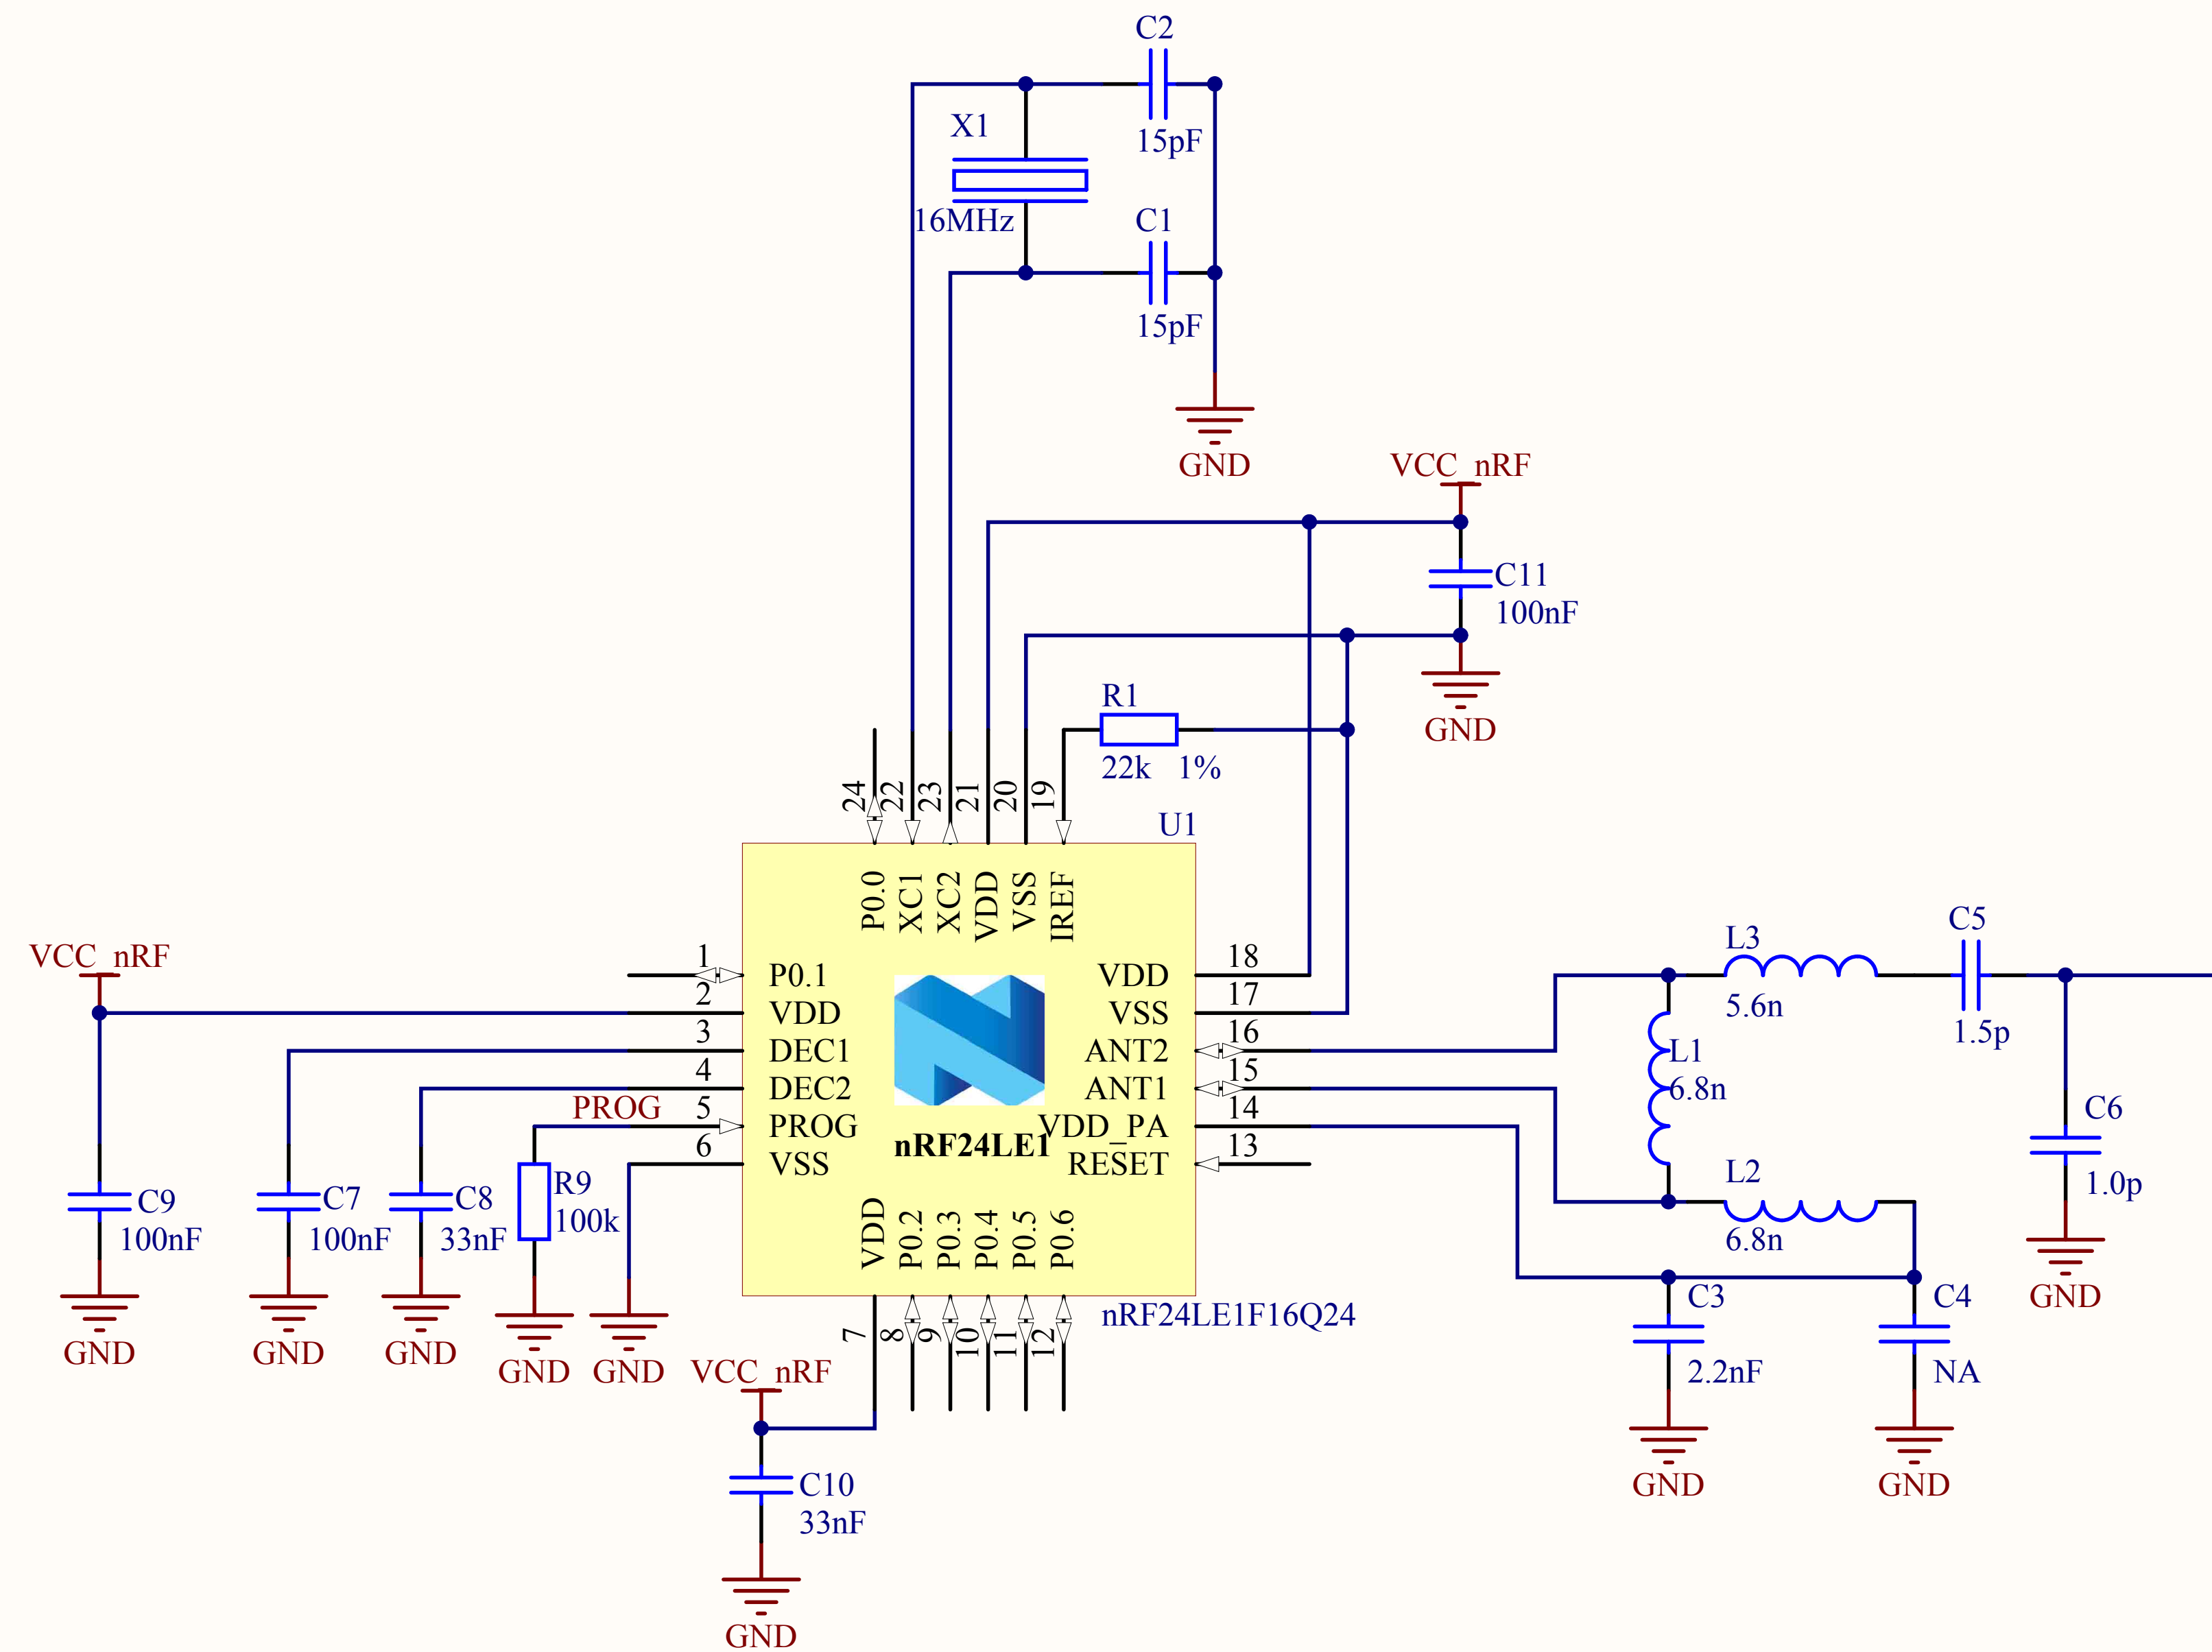 C2
15pF
X1
16MHz
C1
15pF
GND
VCC_nRF
C11
100nF
GND
R1
22k 1%
24 22 23 21 20 19
U1
P0.0 XC1 XC2 VDD VSS IREF
VCC_nRF
1 P0.1
2 VDD
3 DEC1
4 DEC2
PROG 5 PROG
6 VSS
VDD 18
VSS 17
ANT2 16
ANT1 15
VDD_PA 14
RESET 13
nRF24LE1
VDD P0.2 P0.3 P0.4 P0.5 P0.6
7 8 9 10 11 12
nRF24LE1F16Q24
C9
100nF
GND
C7
100nF
GND
C8
33nF
GND
R9
100k
GND
GND
VCC_nRF
C10
33nF
GND
L3
5.6n
C5
1.5p
L1
6.8n
L2
6.8n
C6
1.0p
GND
C3
2.2nF
GND
C4
NA
GND